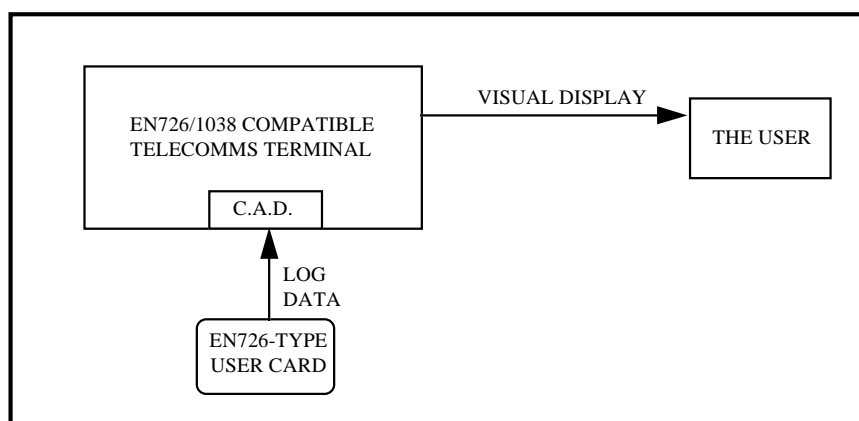 EN726/1038 COMPATIBLE
TELECOMMS TERMINAL
C.A.D.
VISUAL DISPLAY
THE USER
LOG
DATA
EN726-TYPE
USER CARD